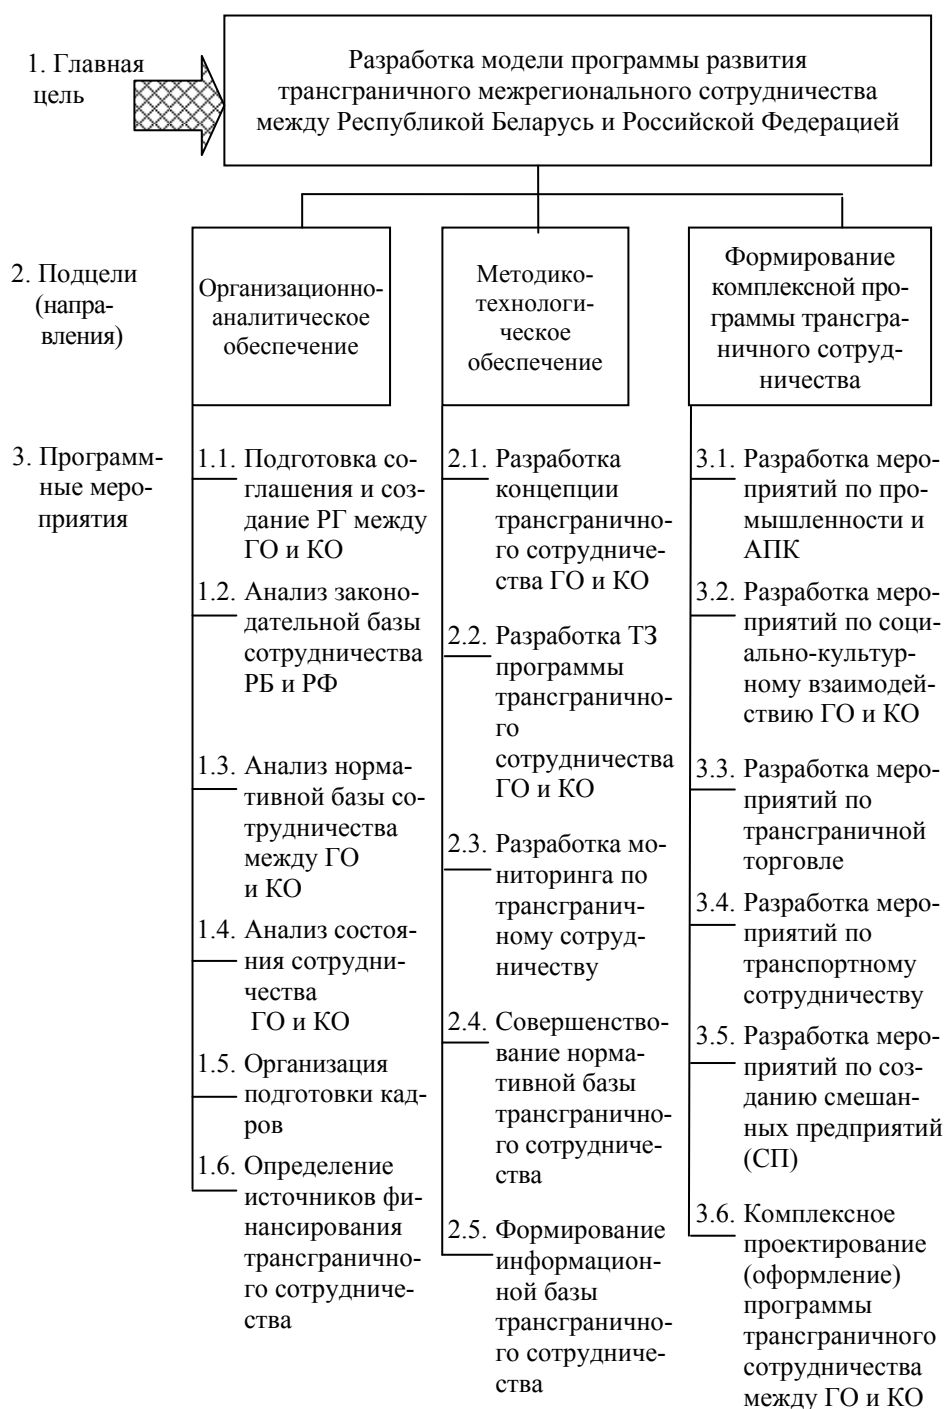 1. Главная
цель
Разработка модели программы развития
трансграничного межрегионального сотрудничества
между Республикой Беларусь и Российской Федерацией
2. Подцели
(напра-
вления)
Организационно-
аналитическое
обеспечение
Методико-
технологи-
ческое
обеспечение
Формирование
комплексной про-
граммы трансгра-
ничного сотруд-
ничества
3. Программ-
ные меро-
приятия
1.1. Подготовка со-
глашения и соз-
дание РГ между
ГО и КО
1.2. Анализ законо-
дательной базы
сотрудничества
РБ и РФ
1.3. Анализ норма-
тивной базы со-
трудничества
между ГО
и КО
1.4. Анализ состоя-
ния сотрудни-
чества
ГО и КО
1.5. Организация
подготовки кад-
ров
1.6. Определение
источников фи-
нансирования
трансгранично-
го сотрудниче-
ства
2.1. Разработка
концепции
трансгранично-
го сотрудниче-
ства ГО и КО
2.2. Разработка ТЗ
программы
трансгранично-
го
сотрудничества
ГО и КО
2.3. Разработка мо-
ниторинга по
трансгранич-
ному сотруд-
ничеству
2.4. Совершенство-
вание норма-
тивной базы
трансгранично-
го сотрудниче-
ства
2.5. Формирование
информацион-
ной базы
трансгранично-
го сотрудниче-
ства
3.1. Разработка меро-
приятий по про-
мышленности и
АПК
3.2. Разработка меро-
приятий по соци-
ально-культур-
ному взаимодей-
ствию ГО и КО
3.3. Разработка меро-
приятий по
трансграничной
торговле
3.4. Разработка меро-
приятий по
транспортному
сотрудничеству
3.5. Разработка меро-
приятий по соз-
данию смешан-
ных предприятий
(СП)
3.6. Комплексное
проектирование
(оформление)
программы
трансграничного
сотрудничества
между ГО и КО